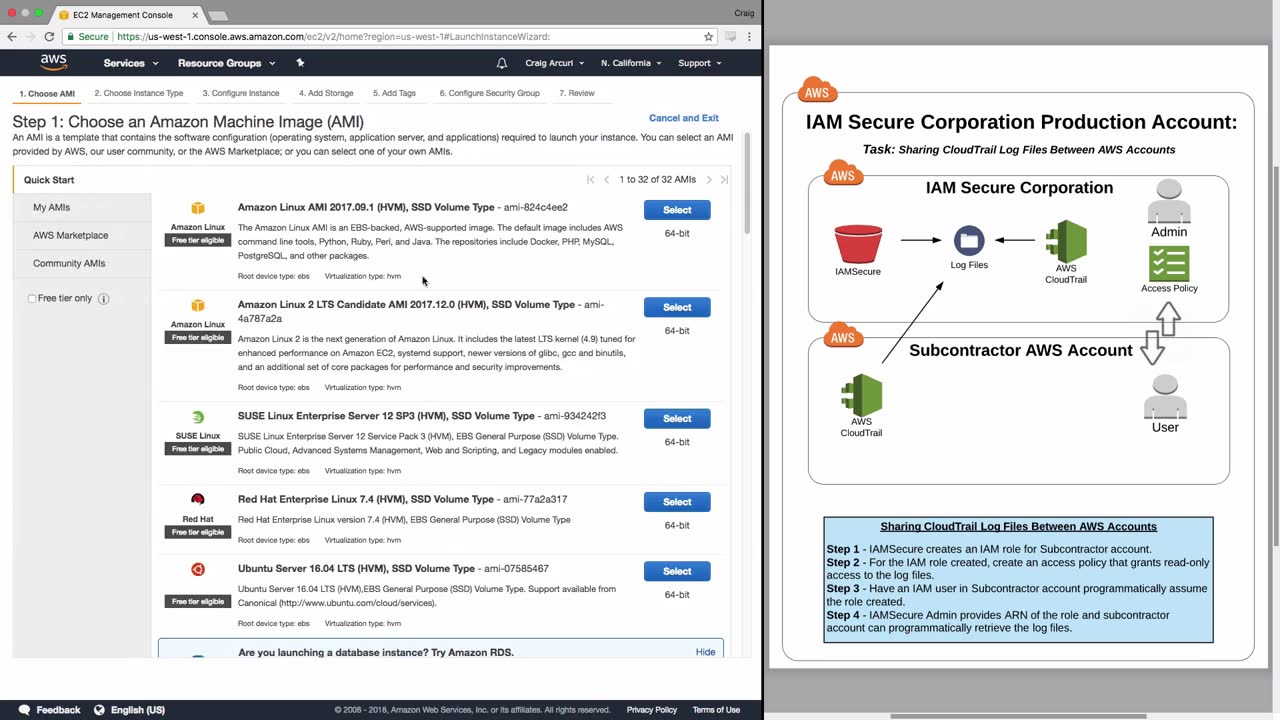 EC2 Management Console
Craig
Secure | https://us-west-1.console.aws.amazon.com/ec2/v2/home?region=us-west-1#LaunchInstanceWizard:
aws
Services
Resource Groups
Craig Arcuri
N. California
Support
1. Choose AMI
2. Choose Instance Type
3. Configure Instance
4. Add Storage
5. Add Tags
6. Configure Security Group
7. Review
Step 1: Choose an Amazon Machine Image (AMI)
Cancel and Exit
An AMI is a template that contains the software configuration (operating system, application server, and applications) required to launch your instance. You can select an AMI
provided by AWS, our user community, or the AWS Marketplace; or you can select one of your own AMIs.
Quick Start
My AMIs
AWS Marketplace
Community AMIs
Free tier only
1 to 32 of 32 AMIs
Amazon Linux
Free tier eligible
Amazon Linux AMI 2017.09.1 (HVM), SSD Volume Type - ami-824c4ee2
The Amazon Linux AMI is an EBS-backed, AWS-supported image. The default image includes AWS
command line tools, Python, Ruby, Perl, and Java. The repositories include Docker, PHP, MySQL,
PostgreSQL, and other packages.
Root device type: ebs Virtualization type: hvm
Select
64-bit
Amazon Linux
Free tier eligible
Amazon Linux 2 LTS Candidate AMI 2017.12.0 (HVM), SSD Volume Type - ami-
4a787a2a
Amazon Linux 2 is the next generation of Amazon Linux. It includes the latest LTS kernel (4.9) tuned for
enhanced performance on Amazon EC2, systemd support, newer versions of glibc, gcc and binutils,
and an additional set of core packages for performance and security improvements.
Root device type: ebs Virtualization type: hvm
Select
64-bit
SUSE Linux
Free tier eligible
SUSE Linux Enterprise Server 12 SP3 (HVM), SSD Volume Type - ami-934242f3
SUSE Linux Enterprise Server 12 Service Pack 3 (HVM), EBS General Purpose (SSD) Volume Type.
Public Cloud, Advanced Systems Management, Web and Scripting, and Legacy modules enabled.
Root device type: ebs Virtualization type: hvm
Select
64-bit
Red Hat
Free tier eligible
Red Hat Enterprise Linux 7.4 (HVM), SSD Volume Type - ami-77a2a317
Red Hat Enterprise Linux version 7.4 (HVM), EBS General Purpose (SSD) Volume Type
Root device type: ebs Virtualization type: hvm
Select
64-bit
Free tier eligible
Ubuntu Server 16.04 LTS (HVM), SSD Volume Type - ami-07585467
Ubuntu Server 16.04 LTS (HVM),EBS General Purpose (SSD) Volume Type. Support available from
Canonical (http://www.ubuntu.com/cloud/services).
Root device type: ebs Virtualization type: hvm
Select
64-bit
Are you launching a database instance? Try Amazon RDS.
Hide
Feedback
English (US)
© 2008 - 2018, Amazon Web Services, Inc. or its affiliates. All rights reserved.
Privacy Policy
Terms of Use
AWS
IAM Secure Corporation Production Account:
Task: Sharing CloudTrail Log Files Between AWS Accounts
AWS
IAM Secure Corporation
IAMSecure
Log Files
AWS
CloudTrail
Admin
Access Policy
AWS
Subcontractor AWS Account
AWS
CloudTrail
User
Sharing CloudTrail Log Files Between AWS Accounts
Step 1 - IAMSecure creates an IAM role for Subcontractor account.
Step 2 - For the IAM role created, create an access policy that grants read-only
access to the log files.
Step 3 - Have an IAM user in Subcontractor account programmatically assume
the role created.
Step 4 - IAMSecure Admin provides ARN of the role and subcontractor
account can programmatically retrieve the log files.